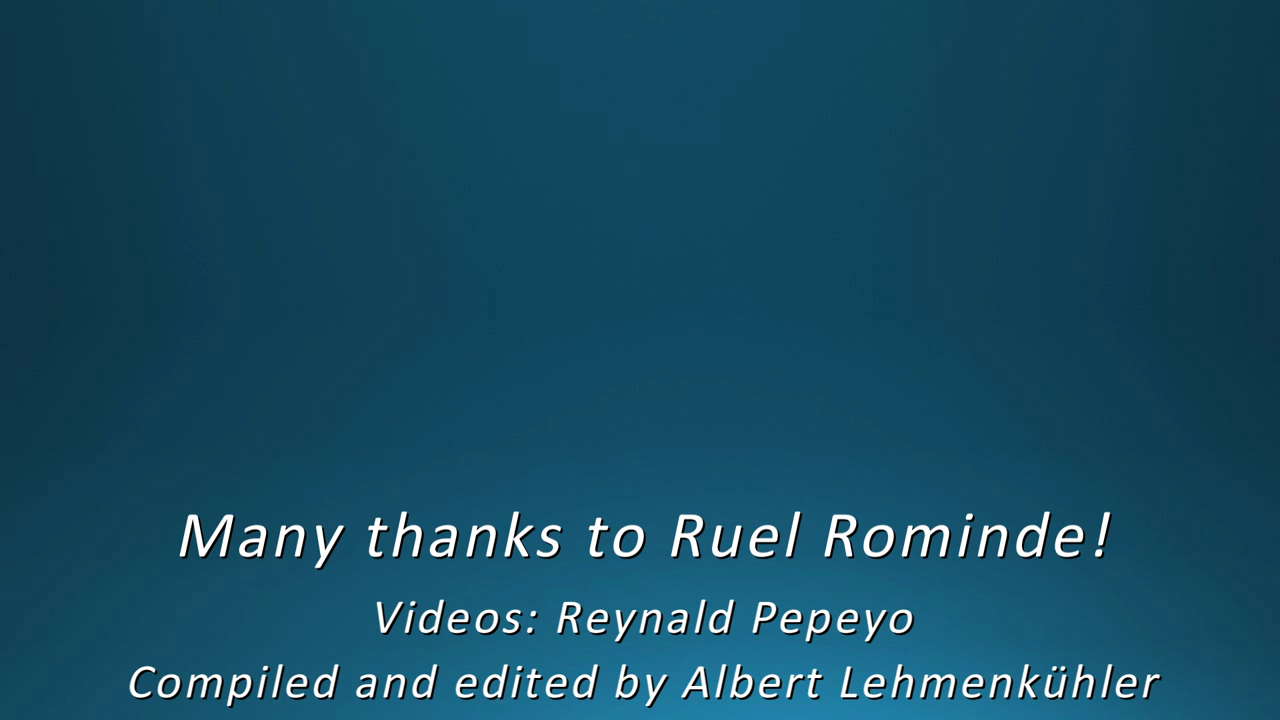 Many thanks to Ruel Rominde!
Videos: Reynald Pepeyo
Compiled and edited by Albert Lehmenkühler